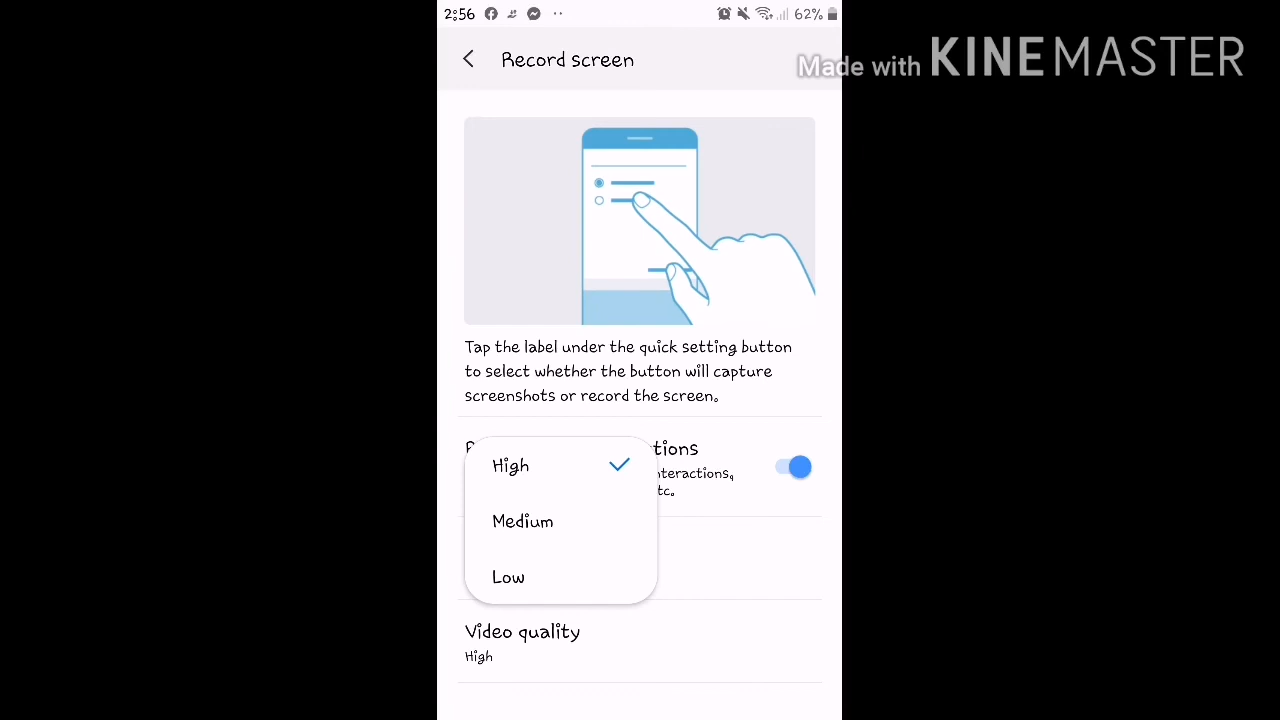 2:56
62%
Record screen
Made with KINEMASTER
Tap the label under the quick setting button
to select whether the button will capture
screenshots or record the screen.
tions
High
nteractions,
tc.
Medium
Low
Video quality
High